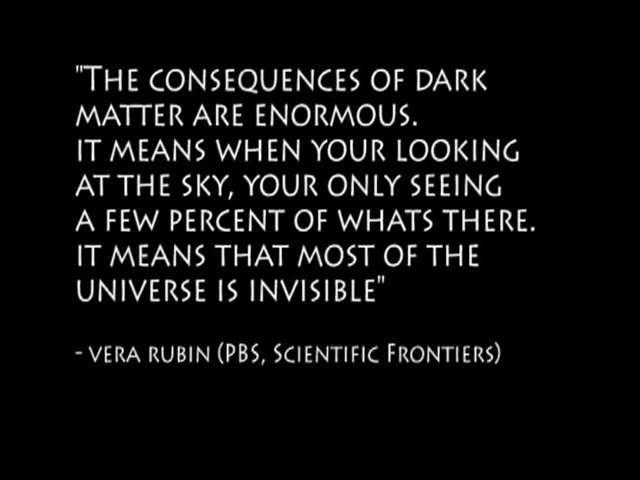 "The consequences of dark
matter are enormous.
it means when your looking
at the sky, your only seeing
a few percent of whats there.
it means that most of the
universe is invisible"
- vera rubin (PBS, Scientific Frontiers)